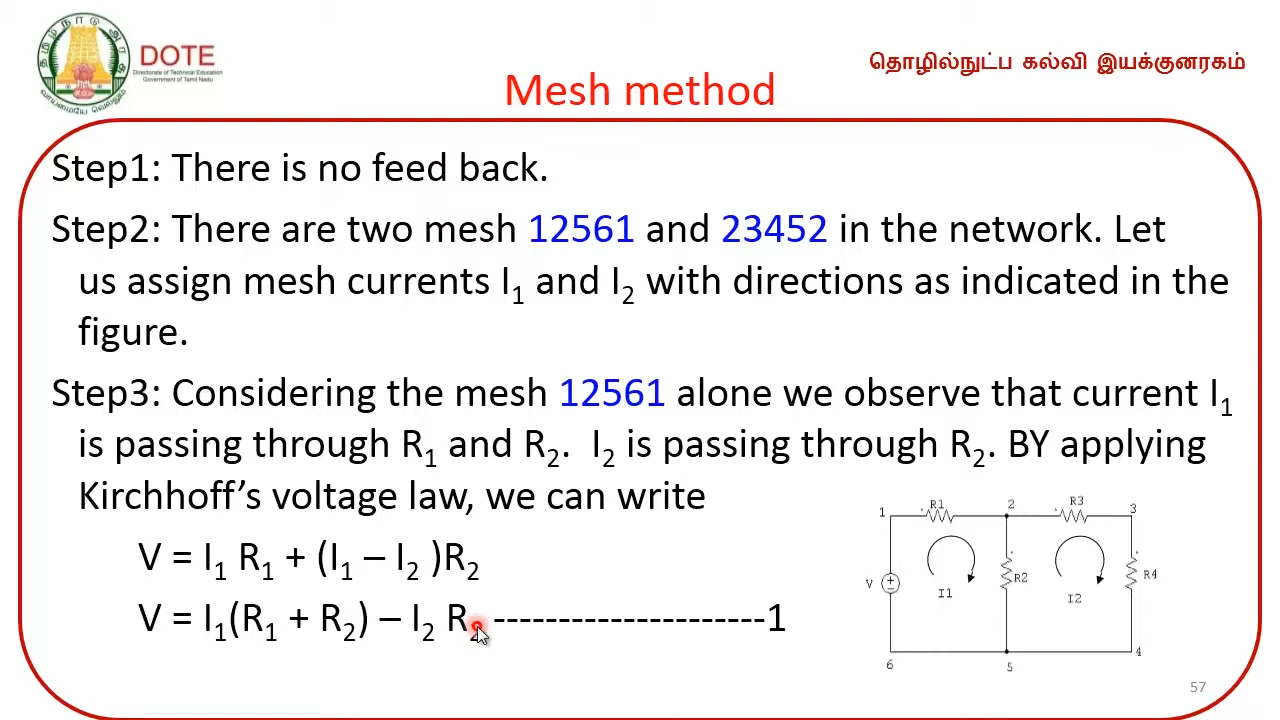 தமிழ்நாடு அரசு
வாய்மையே வெல்லும்
DOTE
Directorate of Technical Education
Government of Tamil Nadu
தொழில்நுட்ப கல்வி இயக்குனரகம்
Mesh method
Step1: There is no feed back.
Step2: There are two mesh 12561 and 23452 in the network. Let
us assign mesh currents I₁ and I₂ with directions as indicated in the
figure.
Step3: Considering the mesh 12561 alone we observe that current I₁
is passing through R₁ and R₂. I₂ is passing through R₂. BY applying
Kirchhoff’s voltage law, we can write
V = I₁ R₁ + (I₁ – I₂ )R₂
V = I₁(R₁ + R₂) – I₂ R₂ ---------------------1
1 R1 2 R3 3
V I1 R2 I2 R4
6 5 4
57